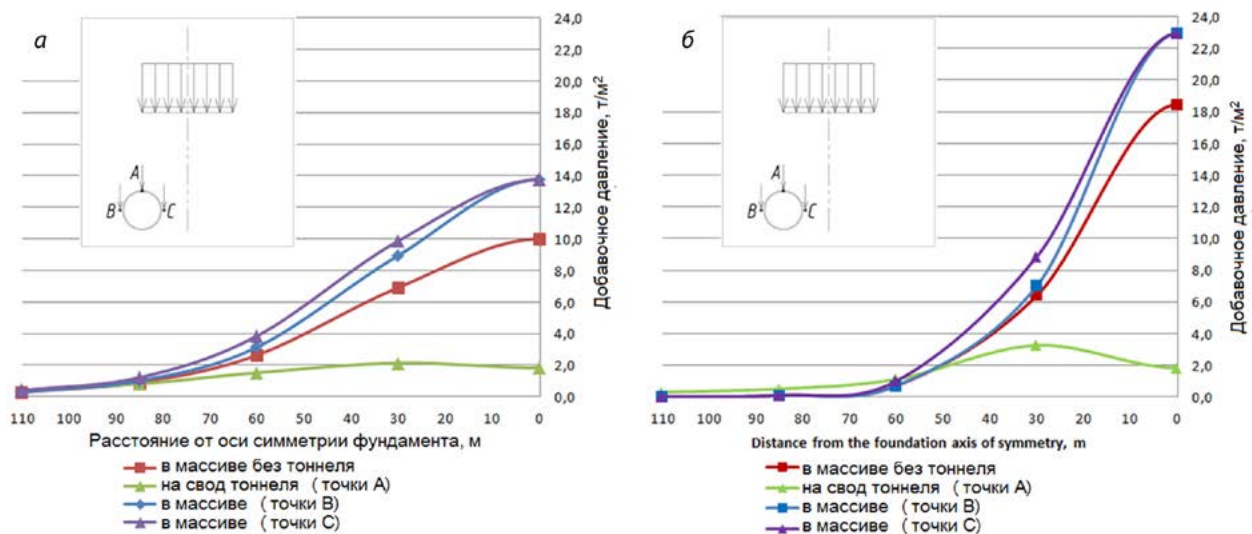 а
A
B
C
24,0
22,0
20,0
18,0
16,0
14,0
12,0
10,0
8,0
6,0
4,0
2,0
0,0
Добавочное давление, т/м²
110 100 90 80 70 60 50 40 30 20 10 0
Расстояние от оси симметрии фундамента, м
в массиве без тоннеля
на свод тоннеля (точки А)
в массиве (точки В)
в массиве (точки С)
б
A
B
C
24,0
22,0
20,0
18,0
16,0
14,0
12,0
10,0
8,0
6,0
4,0
2,0
0,0
Добавочное давление, т/м²
110 100 90 80 70 60 50 40 30 20 10 0
Distance from the foundation axis of symmetry, m
в массиве без тоннеля
на свод тоннеля (точки А)
в массиве (точки В)
в массиве (точки С)